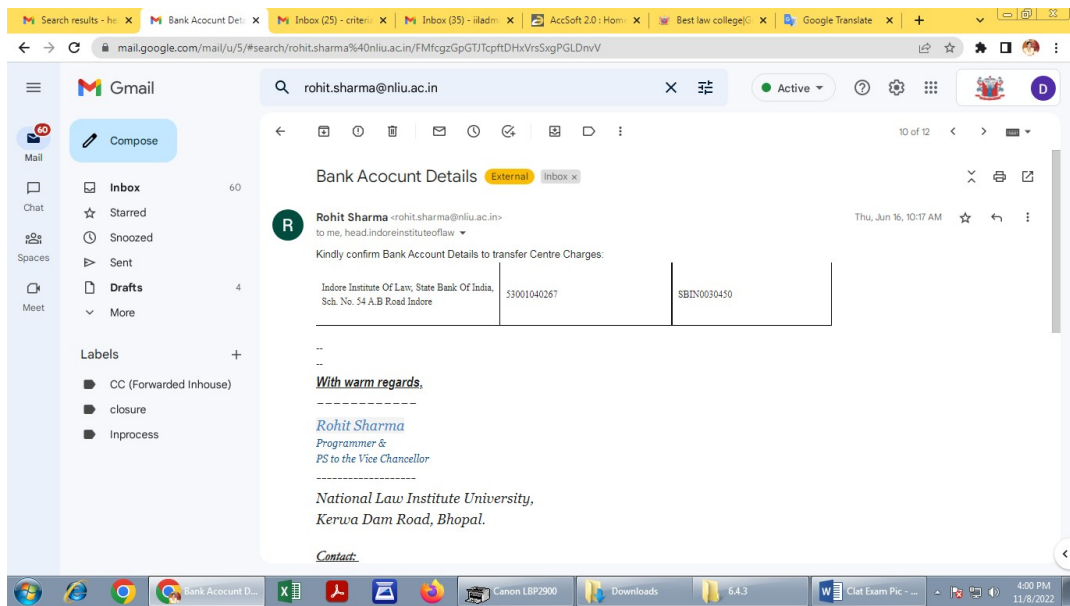 Search results - he
Bank Acocunt Deta
Inbox (25) - criteria
Inbox (35) - iiladm
AccSoft 2.0 : Home
Best law college|
Google Translate
mail.google.com/mail/u/5/#search/rohit.sharma%40nliu.ac.in/FMfcgzGpGTJTcpftDHxVrsSxgPGLDnvV
Gmail
rohit.sharma@nliu.ac.in
Active
D
60
Mail
Chat
Spaces
Meet
Compose
Inbox 60
Starred
Snoozed
Sent
Drafts 4
More
Labels
CC (Forwarded Inhouse)
closure
Inprocess
10 of 12
Bank Acocunt Details External Inbox x
R
Rohit Sharma <rohit.sharma@nliu.ac.in> Thu, Jun 16, 10:17 AM
to me, head.indoreinstituteoflaw
Kindly confirm Bank Account Details to transfer Centre Charges:
Indore Institute Of Law, State Bank Of India, 53001040267 SBIN0030450
Sch. No. 54 A.B Road Indore
--
--
With warm regards,
------------
Rohit Sharma
Programmer &
PS to the Vice Chancellor
------------------
National Law Institute University,
Kerwa Dam Road, Bhopal.
Contact:
Bank Acocunt D...
Canon LBP2900
Downloads
6.4.3
Clat Exam Pic - ...
4:00 PM
11/8/2022